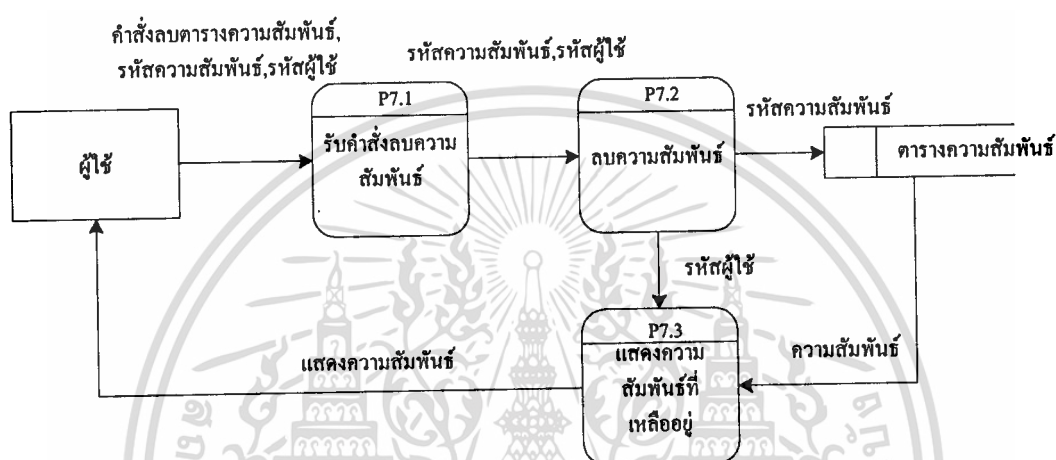 คำสั่งลบตารางความสัมพันธ์,
รหัสความสัมพันธ์,รหัสผู้ใช้
รหัสความสัมพันธ์,รหัสผู้ใช้
ผู้ใช้
P7.1
รับคำสั่งลบความ
สัมพันธ์
P7.2
ลบความสัมพันธ์
รหัสความสัมพันธ์
ตารางความสัมพันธ์
รหัสผู้ใช้
P7.3
แสดงความ
สัมพันธ์ที่
เหลืออยู่
ความสัมพันธ์
แสดงความสัมพันธ์